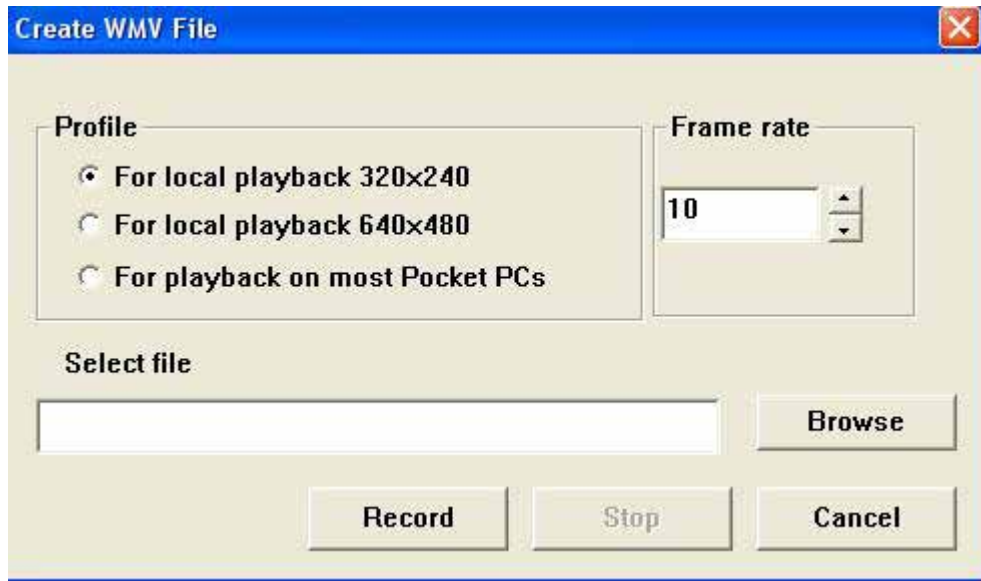 Create WMV File
Profile
For local playback 320x240
For local playback 640x480
For playback on most Pocket PCs
Frame rate
10
Select file
Browse
Record
Stop
Cancel